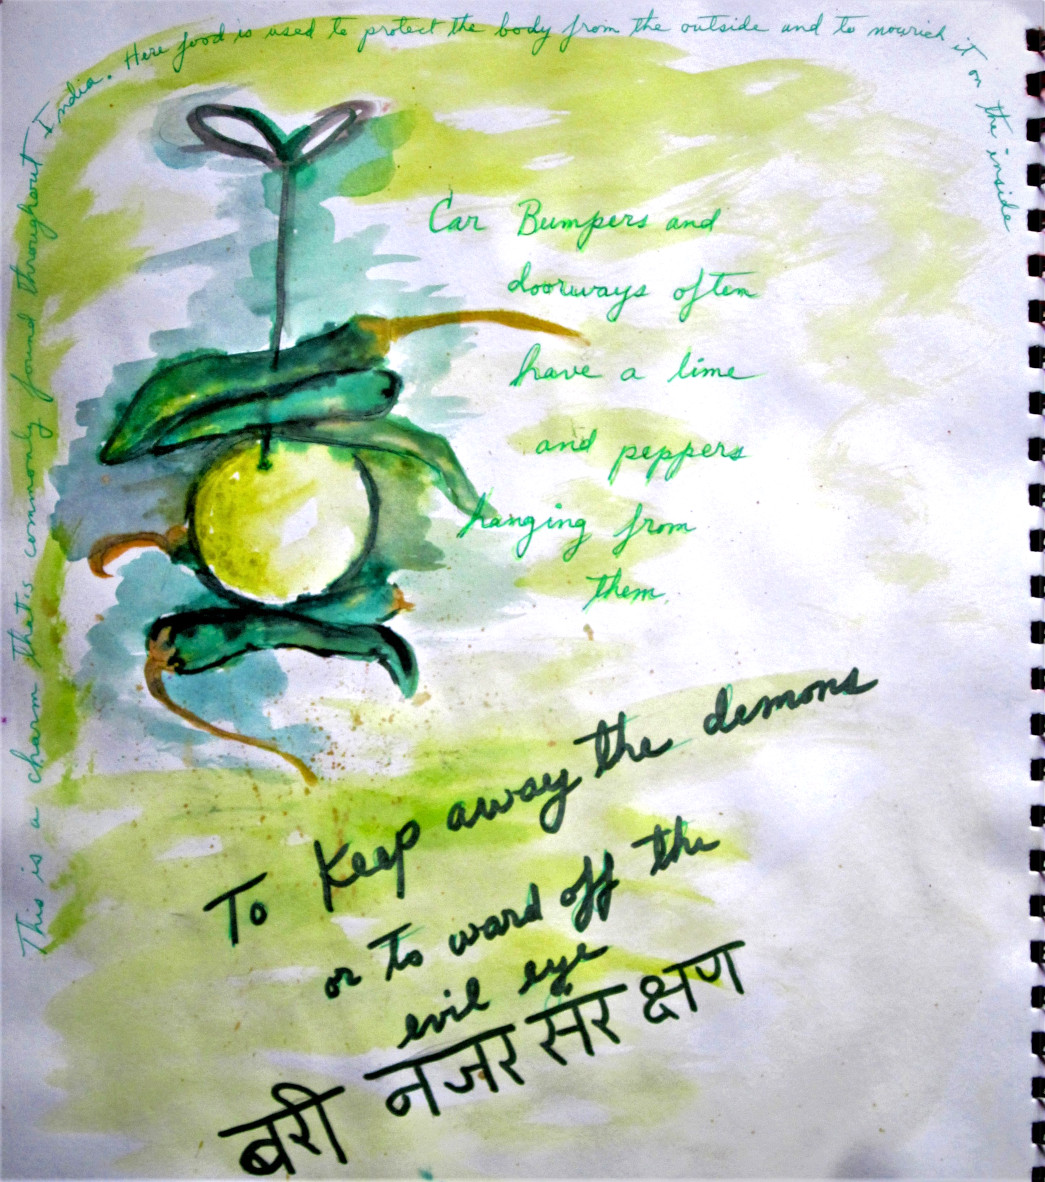 This is a charm that is commonly found throughout India. Here food is used to protect the body from the outside and to nourich it on the inside
Car Bumpers and
doorways often
have a lime
and peppers
hanging from
them
To Keep away the demons
or to ward off the
evil eye
बरी नजर संरक्षण